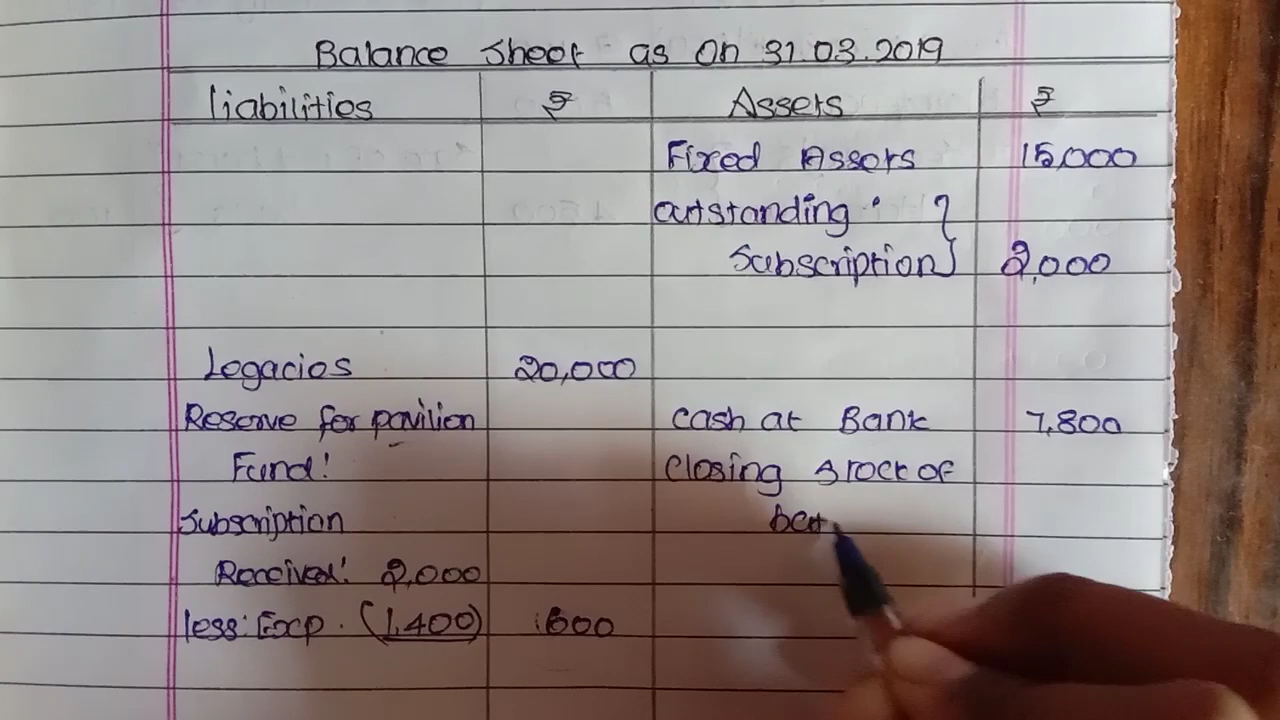 Balance Sheet as On 31.03.2019
Liabilities ₹ Assets ₹
Fixed Assets 15,000
Outstanding
Subscription 2,000
Legacies 20,000
Reserve for pavilion Cash at Bank 7,800
Fund: Closing Stock of
Subscription bat
Received: 2,000
less: Exp. (1,400) 600